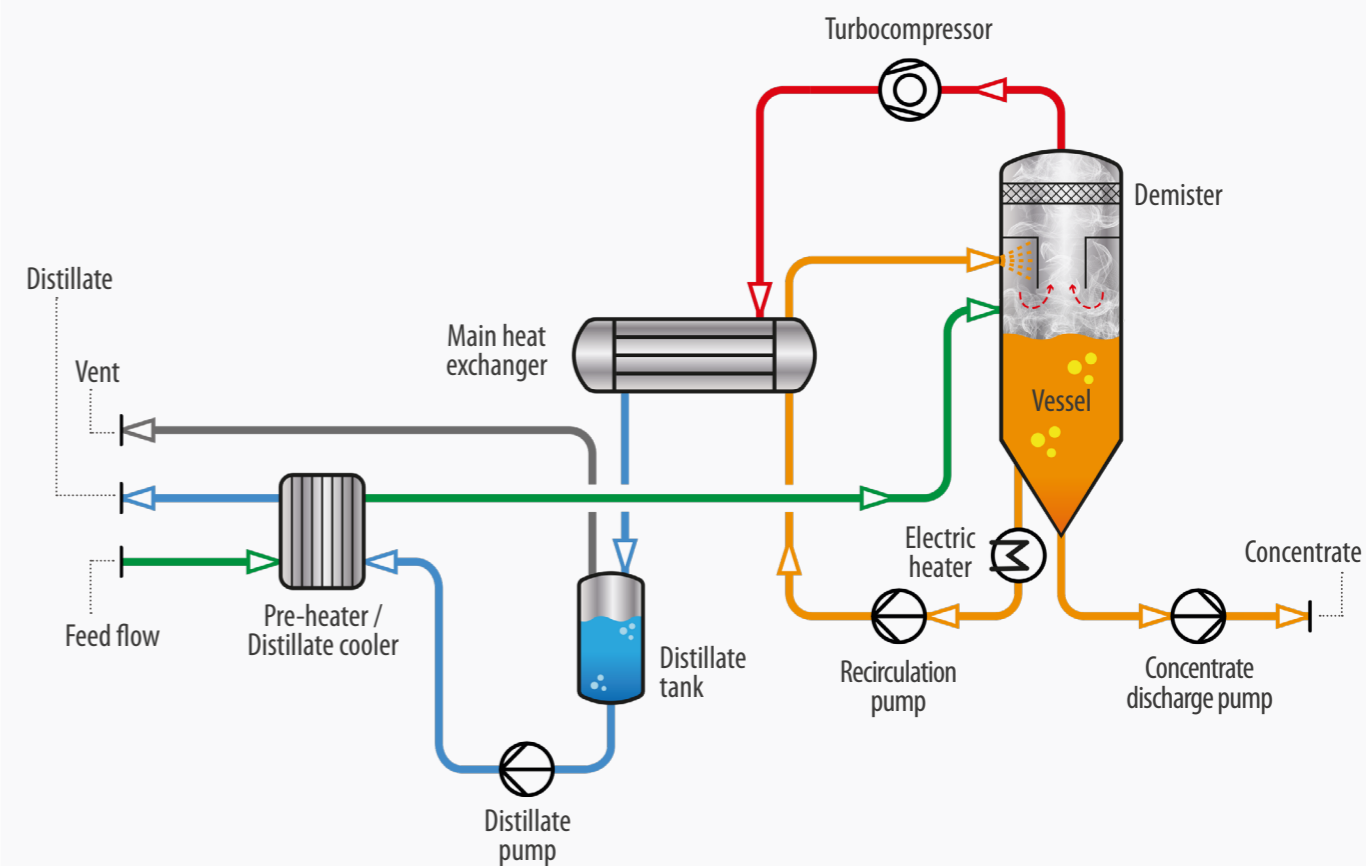 Turbocompressor
Demister
Distillate
Main heat
exchanger
Vent
Vessel
Electric
heater
Concentrate
Feed flow
Pre-heater /
Distillate cooler
Distillate
tank
Recirculation
pump
Concentrate
discharge pump
Distillate
pump